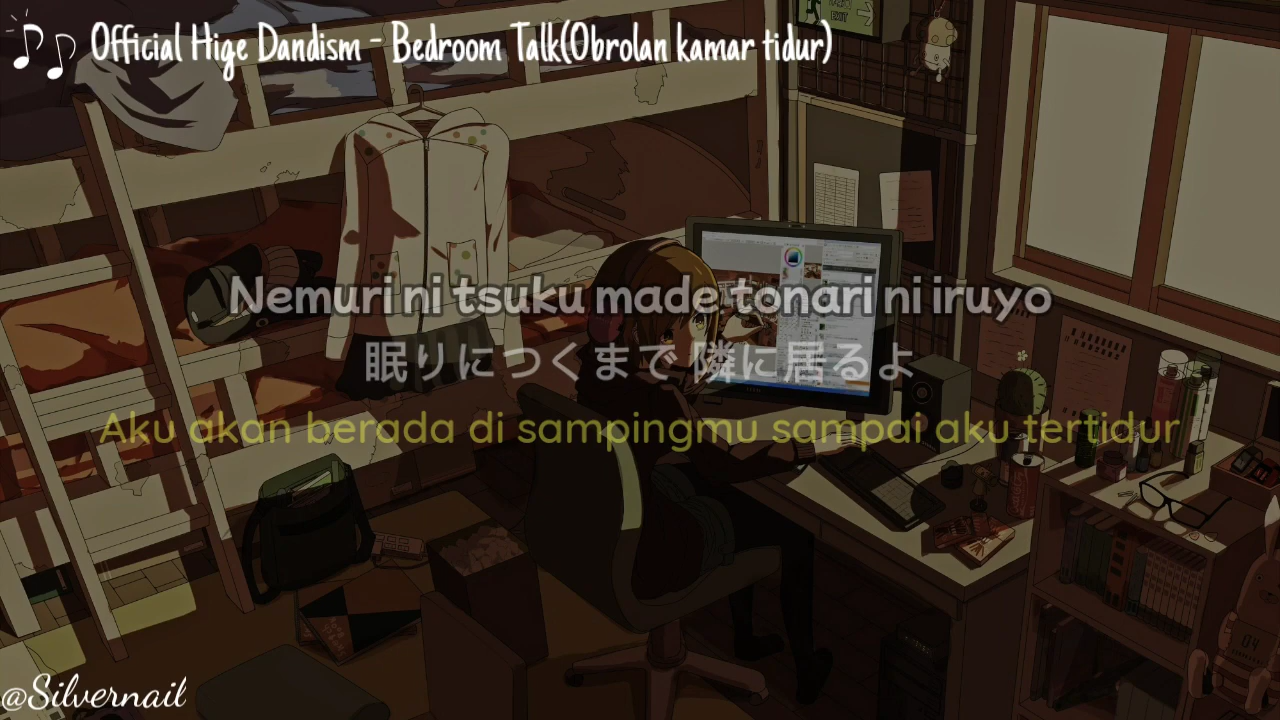 Official Hige Dandism - Bedroom Talk(Obrolan kamar tidur)
EXIT
Nemuri ni tsuku made tonari ni iruyo
眠りにつくまで 隣に居るよ
Aku akan berada di sampingmu sampai aku tertidur
@Silvernail